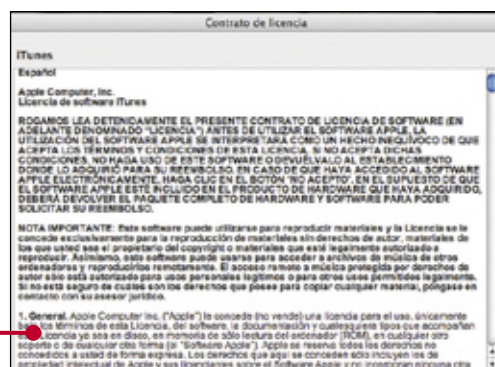 Contrato de licencia
iTunes
Español
Apple Computer, Inc.
Licencia de software iTunes
ROGAMOS LEA DETENIDAMENTE EL PRESENTE CONTRATO DE LICENCIA DE SOFTWARE (EN
ADELANTE DENOMINADO "LICENCIA") ANTES DE UTILIZAR EL SOFTWARE APPLE. LA
UTILIZACIÓN DEL SOFTWARE APPLE SE INTERPRETARÁ COMO UN HECHO INEQUÍVOCO DE QUE
ACEPTA LOS TÉRMINOS Y CONDICIONES DE ESTA LICENCIA. SI NO ACEPTA DICHAS
CONDICIONES, NO HAGA USO DE ESTE SOFTWARE O DEVUÉLVALO AL ESTABLECIMIENTO
DONDE LO ADQUIRIÓ PARA SU REEMBOLSO. EN CASO DE QUE HAYA ACCEDIDO AL SOFTWARE
APPLE ELECTRÓNICAMENTE, HAGA CLIC EN EL BOTÓN "NO ACEPTO". EN EL SUPUESTO DE QUE
EL SOFTWARE APPLE ESTÉ INCLUIDO EN EL PRODUCTO DE HARDWARE QUE HAYA ADQUIRIDO,
DEBERÁ DEVOLVER EL PAQUETE COMPLETO DE HARDWARE Y SOFTWARE PARA PODER
SOLICITAR SU REEMBOLSO.
NOTA IMPORTANTE: Este software puede utilizarse para reproducir materiales y la Licencia se le
concede exclusivamente para la reproducción de materiales sin derechos de autor, materiales de
los que usted sea el propietario del copyright o materiales que esté legalmente autorizado a
reproducir. Asimismo, este software puede usarse para acceder a archivos de música de otros
ordenadores y reproducirlos remotamente. El acceso remoto a música protegida por derechos de
autor sólo está autorizado para usos personales legítimos o para otros usos permitidos legalmente.
Si no está seguro de cuáles son los derechos que posee para copiar cualquier material, póngase en
contacto con su asesor jurídico.
1. General. Apple Computer Inc. ("Apple") le concede (no vende) una licencia para el uso, únicamente
los términos de esta Licencia, del software, la documentación y cualesquiera tipos que acompañen
Licencia ya sea en disco, en memoria de sólo lectura del ordenador (ROM), en cualquier otro
soporte o de cualquier otra forma (el "Software Apple"). Apple se reserva todos los derechos no
concedidos a usted de forma expresa. Los derechos que aquí se conceden sólo incluyen los de
propiedad intelectual de Apple y sus licenciantes sobre el Software Apple y no incorporan ninguna otra